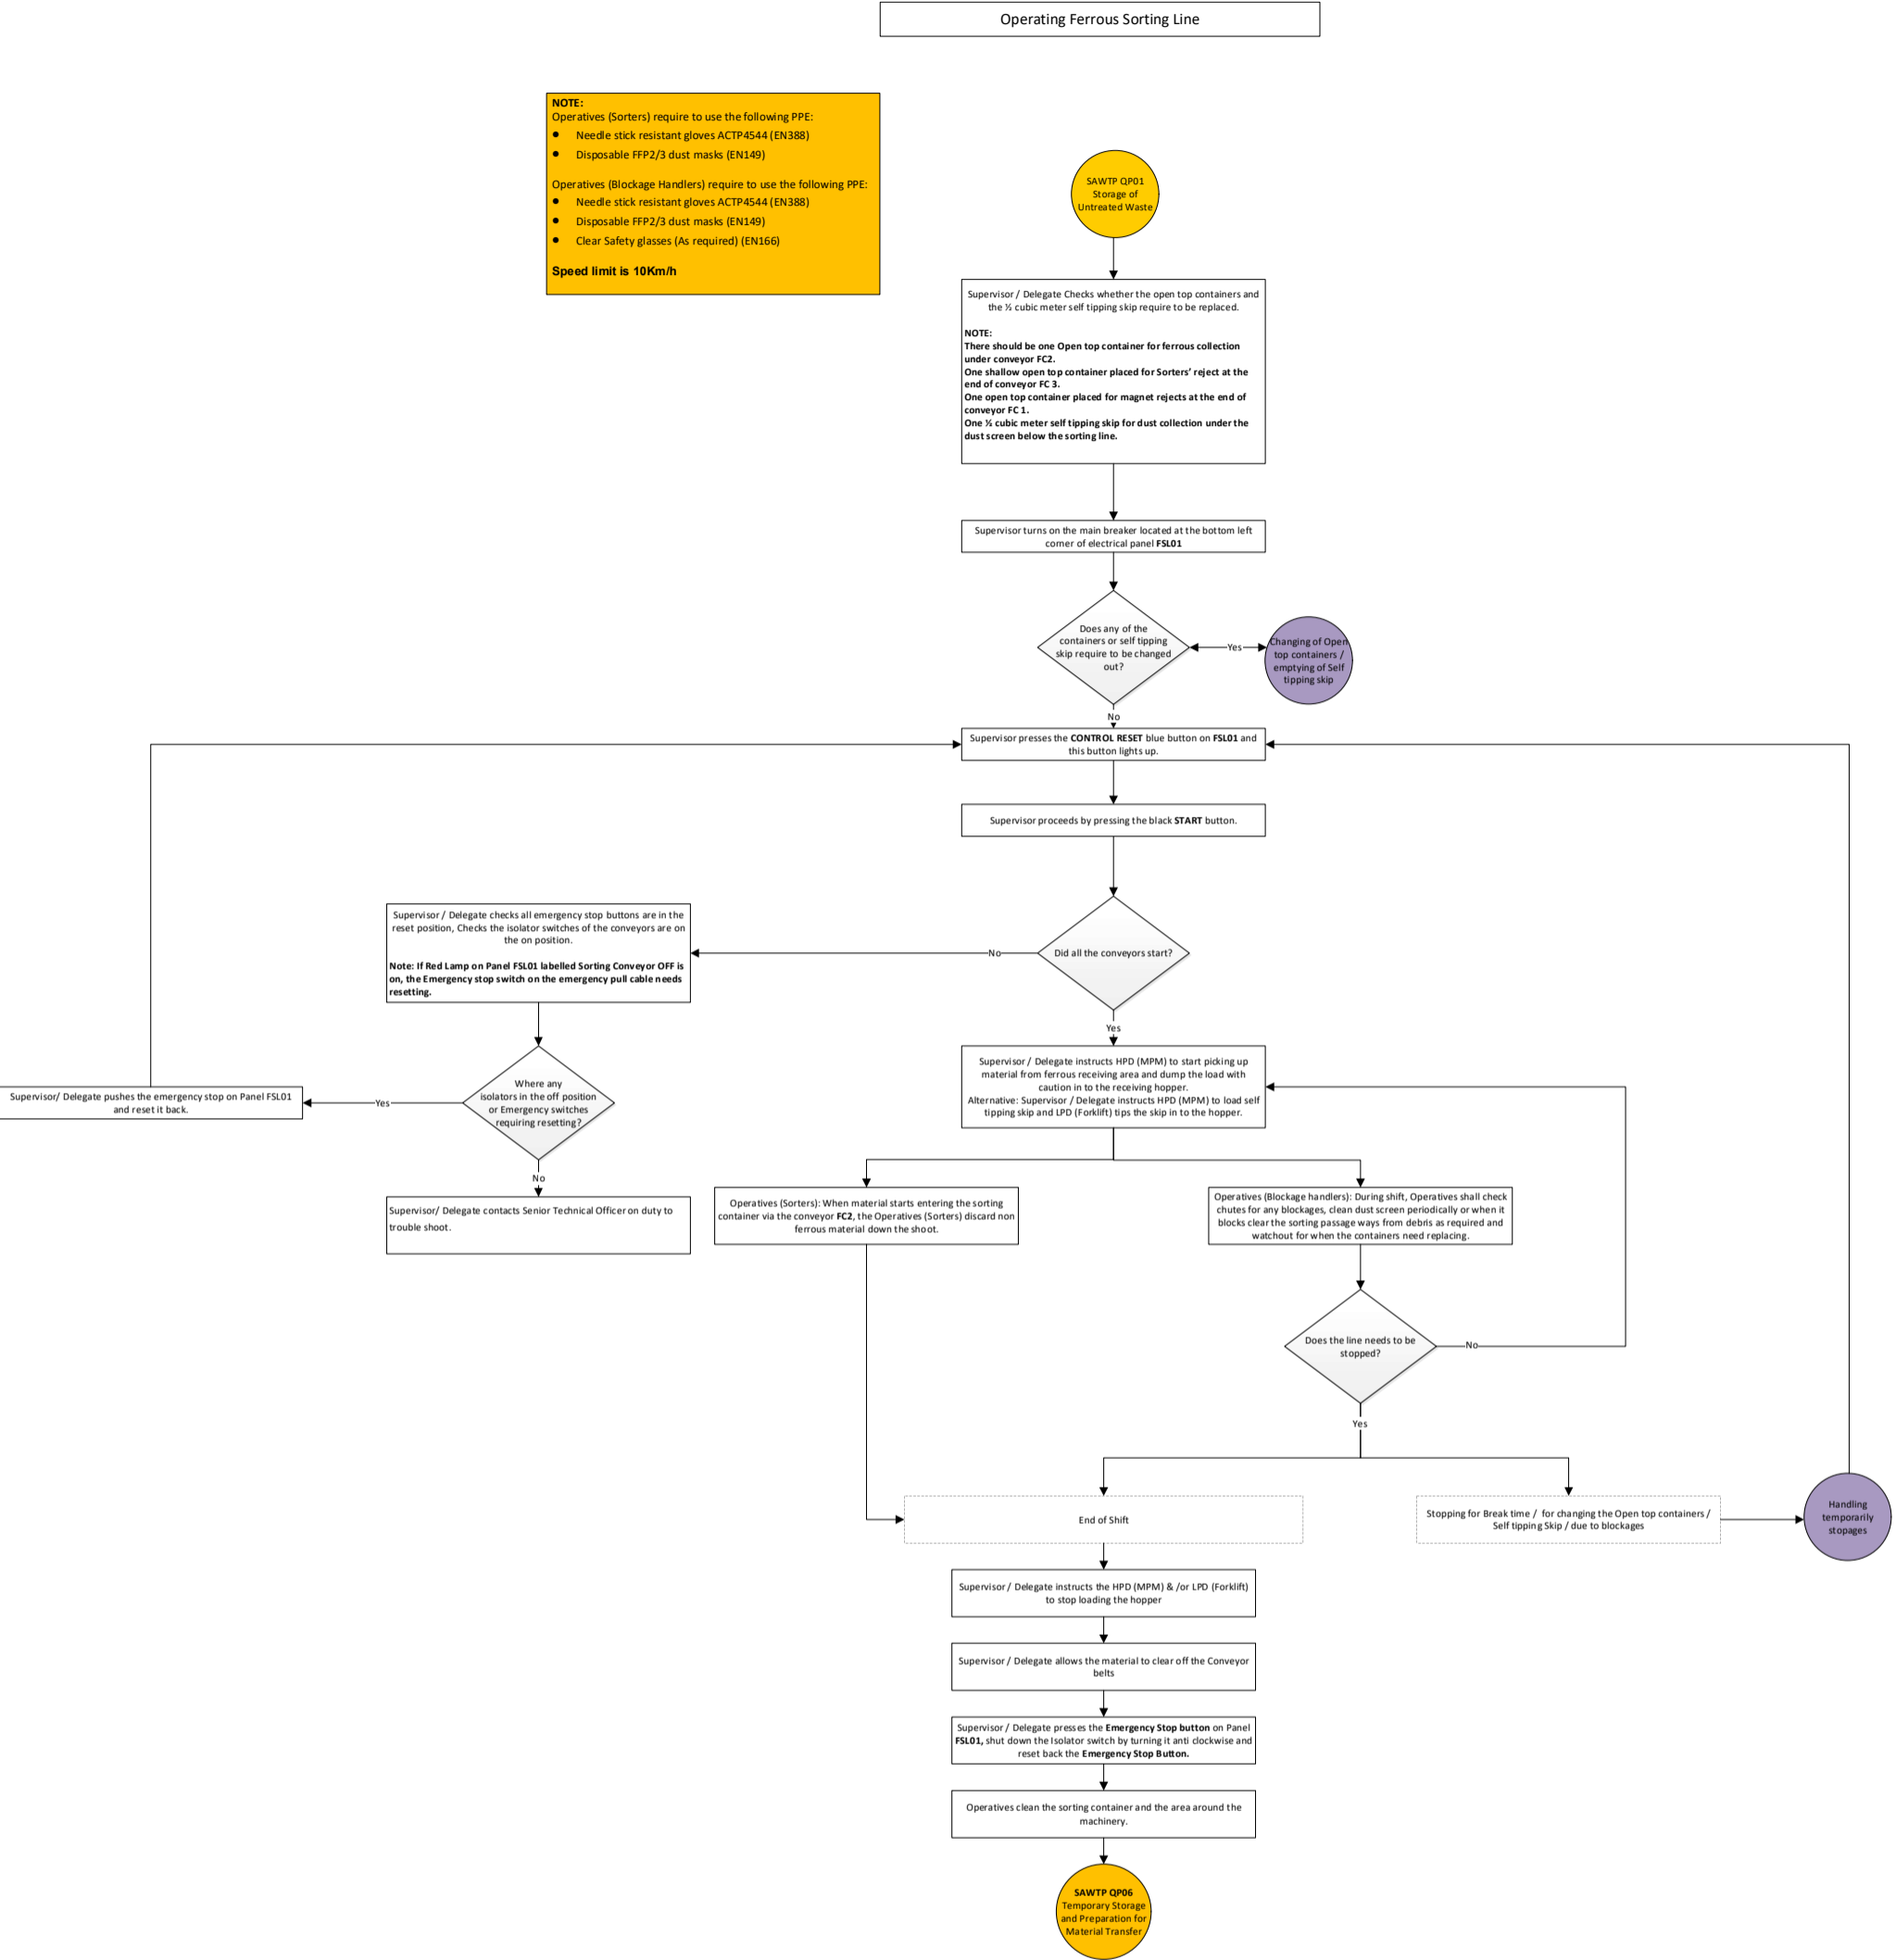 Operating Ferrous Sorting Line
NOTE:
Operatives (Sorters) require to use the following PPE:
● Needle stick resistant gloves ACTP4544 (EN388)
● Disposable FFP2/3 dust masks (EN149)
Operatives (Blockage Handlers) require to use the following PPE:
● Needle stick resistant gloves ACTP4544 (EN388)
● Disposable FFP2/3 dust masks (EN149)
● Clear Safety glasses (As required) (EN166)
Speed limit is 10Km/h
SAWTP QP01
Storage of
Untreated Waste
Supervisor / Delegate Checks whether the open top containers and
the ½ cubic meter self tipping skip require to be replaced.
NOTE:
There should be one Open top container for ferrous collection
under conveyor FC2.
One shallow open top container placed for Sorters' reject at the
end of conveyor FC 3.
One open top container placed for magnet rejects at the end of
conveyor FC 1.
One ½ cubic meter self tipping skip for dust collection under the
dust screen below the sorting line.
Supervisor turns on the main breaker located at the bottom left
corner of electrical panel FSL01
Does any of the
containers or self tipping
skip require to be changed
out?
Yes
Changing of Open
top containers /
emptying of Self
tipping skip
No
Supervisor presses the CONTROL RESET blue button on FSL01 and
this button lights up.
Supervisor proceeds by pressing the black START button.
Did all the conveyors start?
No
Supervisor / Delegate checks all emergency stop buttons are in the
reset position, Checks the isolator switches of the conveyors are on
the on position.
Note: If Red Lamp on Panel FSL01 labelled Sorting Conveyor OFF is
on, the Emergency stop switch on the emergency pull cable needs
resetting.
Where any
isolators in the off position
or Emergency switches
requiring resetting?
Yes
Supervisor/ Delegate pushes the emergency stop on Panel FSL01
and reset it back.
No
Supervisor/ Delegate contacts Senior Technical Officer on duty to
trouble shoot.
Yes
Supervisor / Delegate instructs HPD (MPM) to start picking up
material from ferrous receiving area and dump the load with
caution in to the receiving hopper.
Alternative: Supervisor / Delegate instructs HPD (MPM) to load self
tipping skip and LPD (Forklift) tips the skip in to the hopper.
Operatives (Sorters): When material starts entering the sorting
container via the conveyor FC2, the Operatives (Sorters) discard non
ferrous material down the shoot.
Operatives (Blockage handlers): During shift, Operatives shall check
chutes for any blockages, clean dust screen periodically or when it
blocks clear the sorting passage ways from debris as required and
watchout for when the containers need replacing.
Does the line needs to be
stopped?
No
Yes
End of Shift
Stopping for Break time / for changing the Open top containers /
Self tipping Skip / due to blockages
Handling
temporarily
stopages
Supervisor / Delegate instructs the HPD (MPM) & /or LPD (Forklift)
to stop loading the hopper
Supervisor / Delegate allows the material to clear off the Conveyor
belts
Supervisor / Delegate presses the Emergency Stop button on Panel
FSL01, shut down the Isolator switch by turning it anti clockwise and
reset back the Emergency Stop Button.
Operatives clean the sorting container and the area around the
machinery.
SAWTP QP06
Temporary Storage
and Preparation for
Material Transfer